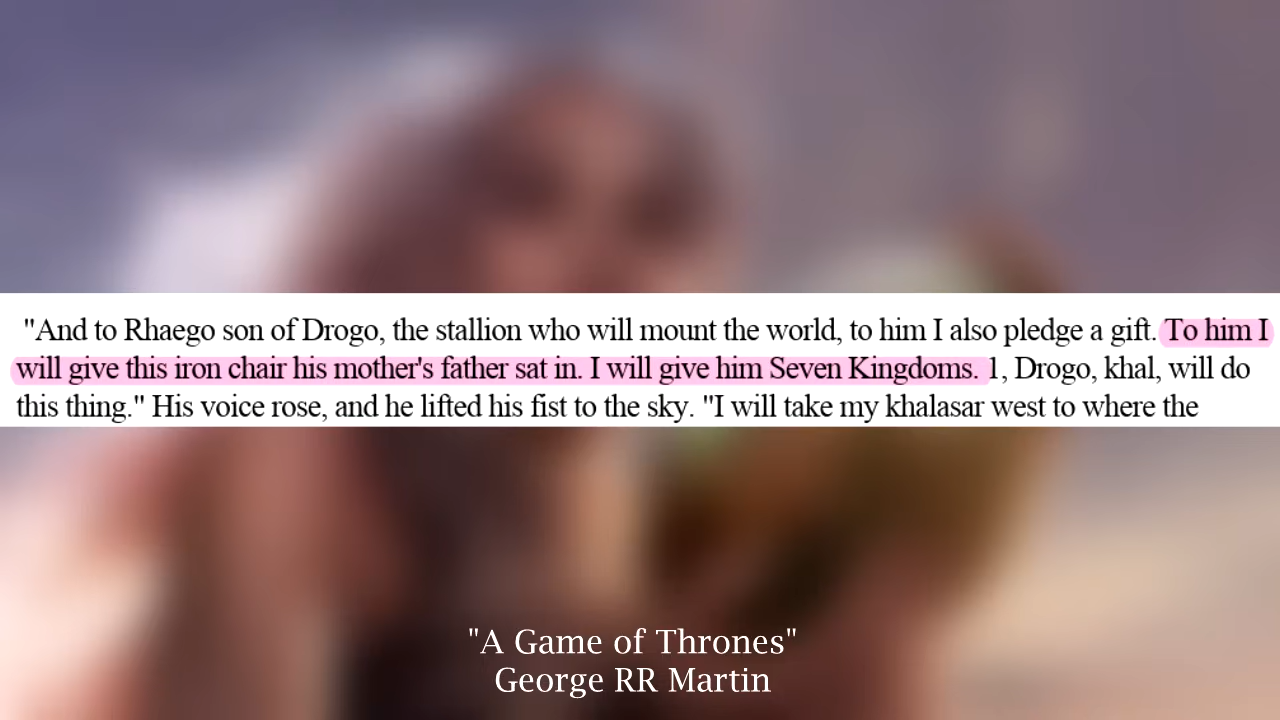 "And to Rhaego son of Drogo, the stallion who will mount the world, to him I also pledge a gift. To him I
will give this iron chair his mother's father sat in. I will give him Seven Kingdoms. 1, Drogo, khal, will do
this thing." His voice rose, and he lifted his fist to the sky. "I will take my khalasar west to where the
"A Game of Thrones"
George RR Martin